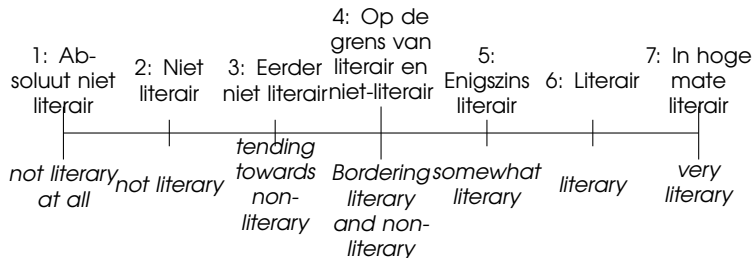 1: Ab-
soluut niet
literair
2: Niet
literair
3: Eerder
niet literair
4: Op de
grens van
literair en
niet-literair
5:
Enigszins
literair
6: Literair
7: In hoge
mate
literair
not literary
at all
not literary
tending
towards
non-
literary
Bordering
literary
and non-
literary
somewhat
literary
literary
very
literary